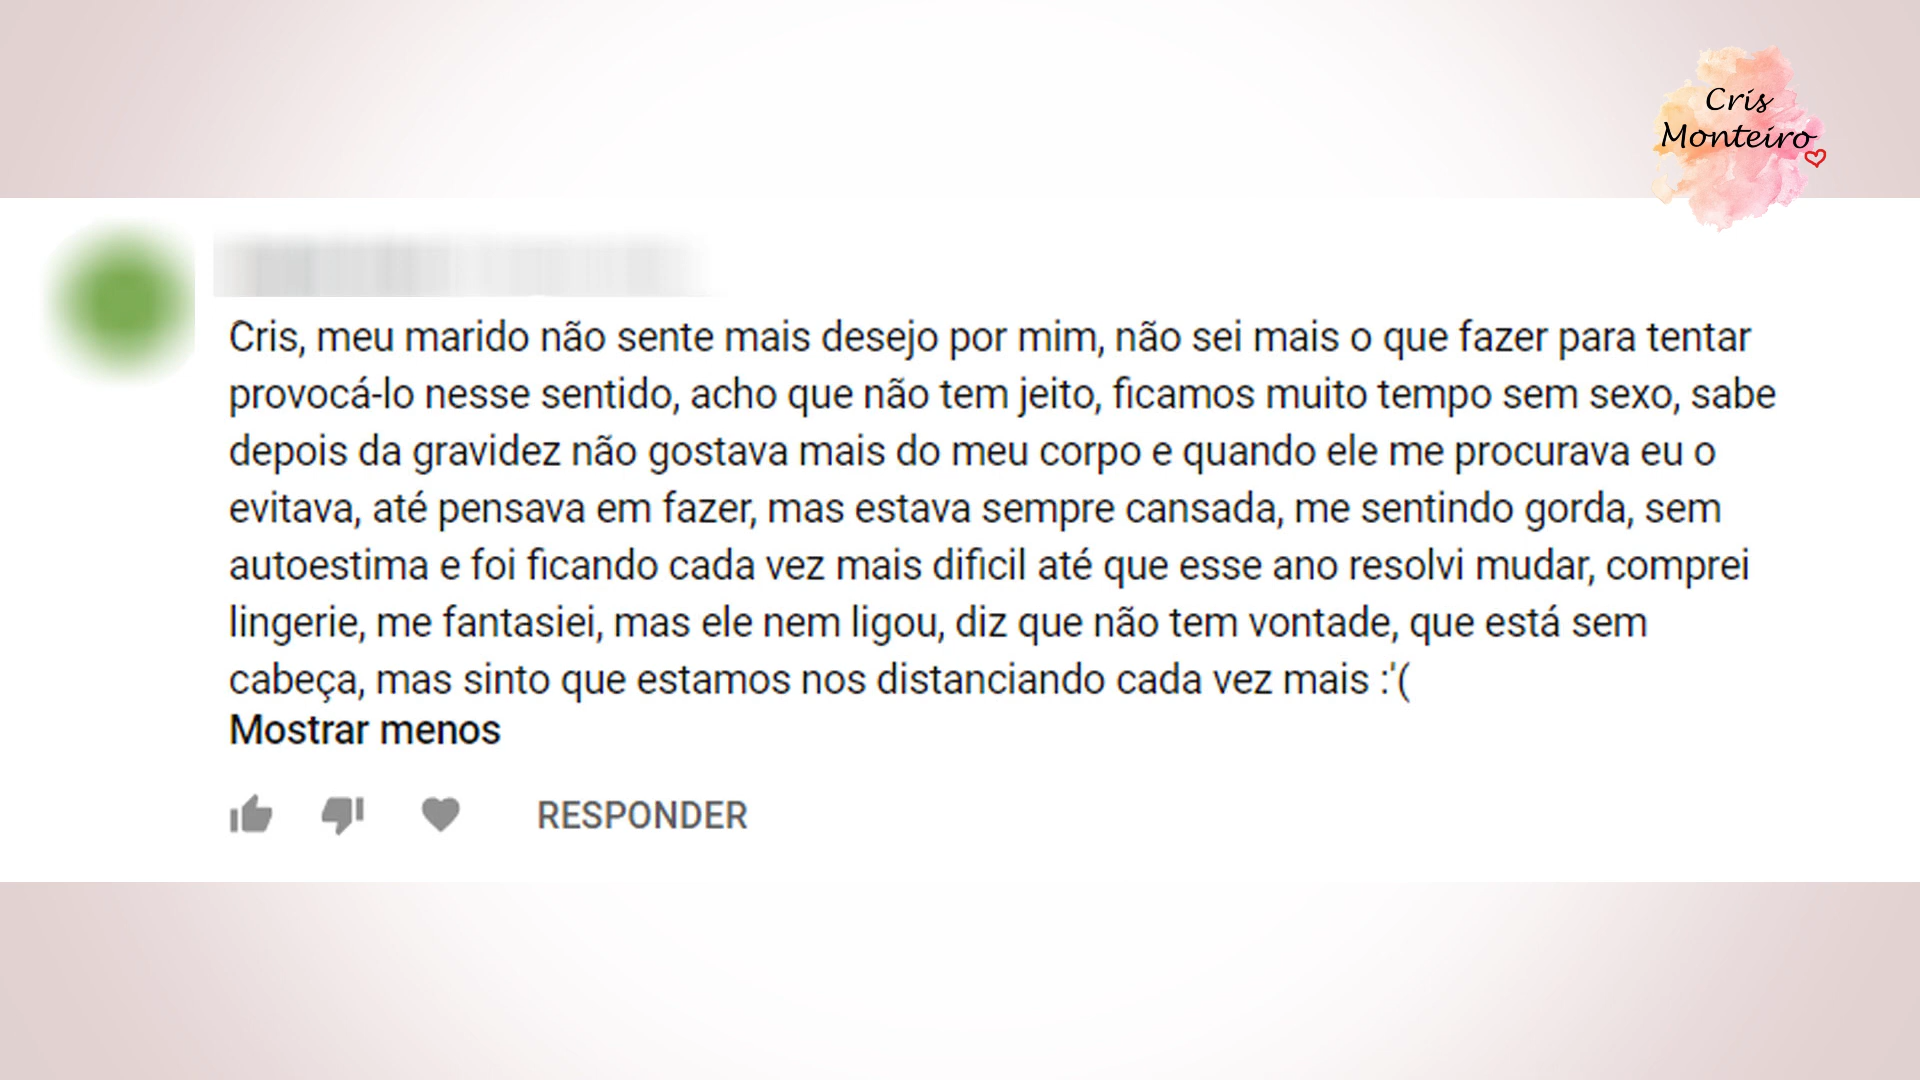 Cris
Monteiro
Cris, meu marido não sente mais desejo por mim, não sei mais o que fazer para tentar
provocá-lo nesse sentido, acho que não tem jeito, ficamos muito tempo sem sexo, sabe
depois da gravidez não gostava mais do meu corpo e quando ele me procurava eu o
evitava, até pensava em fazer, mas estava sempre cansada, me sentindo gorda, sem
autoestima e foi ficando cada vez mais dificil até que esse ano resolvi mudar, comprei
lingerie, me fantasiei, mas ele nem ligou, diz que não tem vontade, que está sem
cabeça, mas sinto que estamos nos distanciando cada vez mais :'(
Mostrar menos
RESPONDER